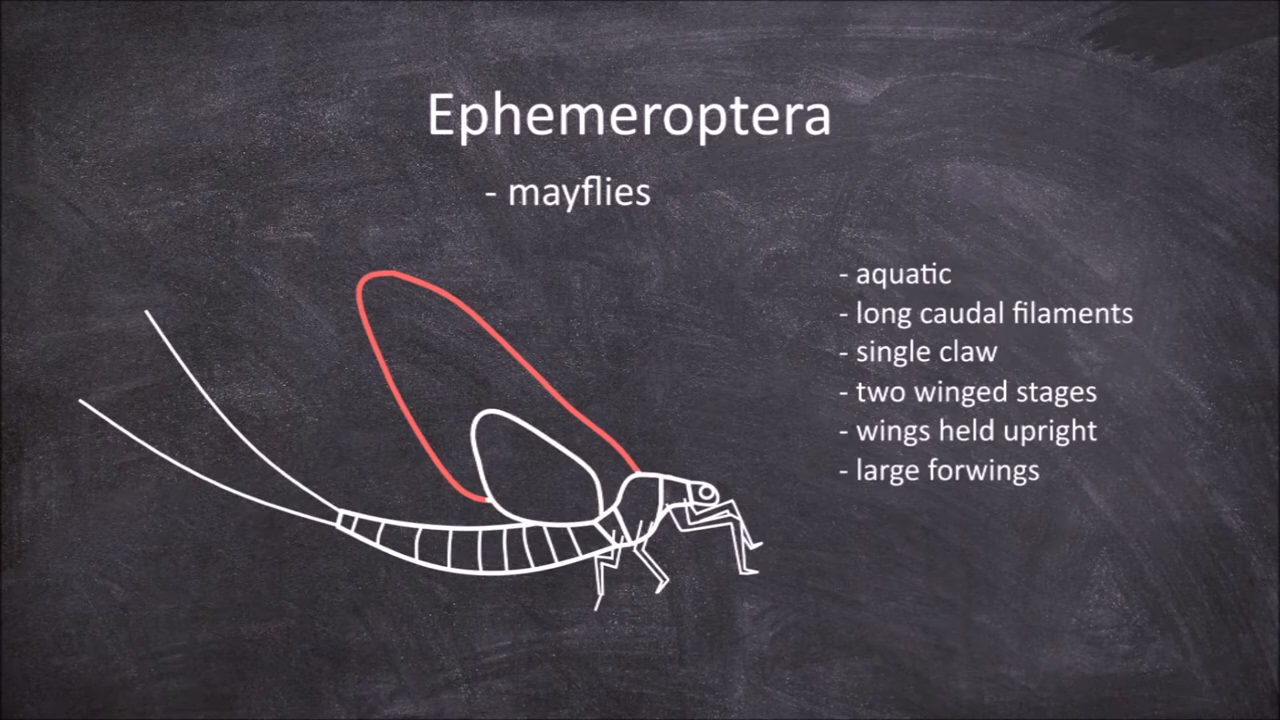 Ephemeroptera
- mayflies
- aquatic
- long caudal filaments
- single claw
- two winged stages
- wings held upright
- large forwings